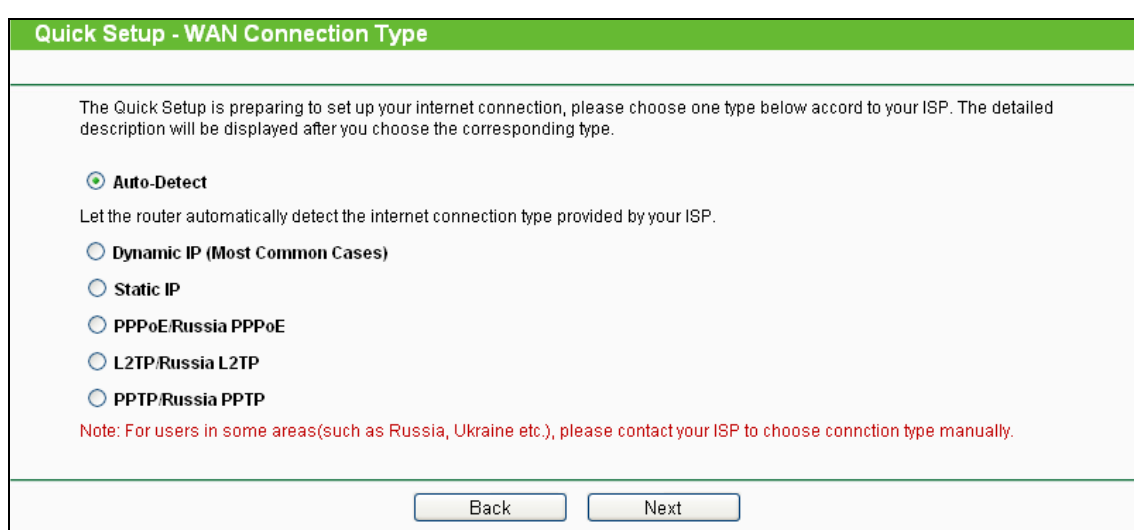 Quick Setup - WAN Connection Type
The Quick Setup is preparing to set up your internet connection, please choose one type below accord to your ISP. The detailed
description will be displayed after you choose the corresponding type.
Auto-Detect
Let the router automatically detect the internet connection type provided by your ISP.
Dynamic IP (Most Common Cases)
Static IP
PPPoE/Russia PPPoE
L2TP/Russia L2TP
PPTP/Russia PPTP
Note: For users in some areas(such as Russia, Ukraine etc.), please contact your ISP to choose connction type manually.
Back Next